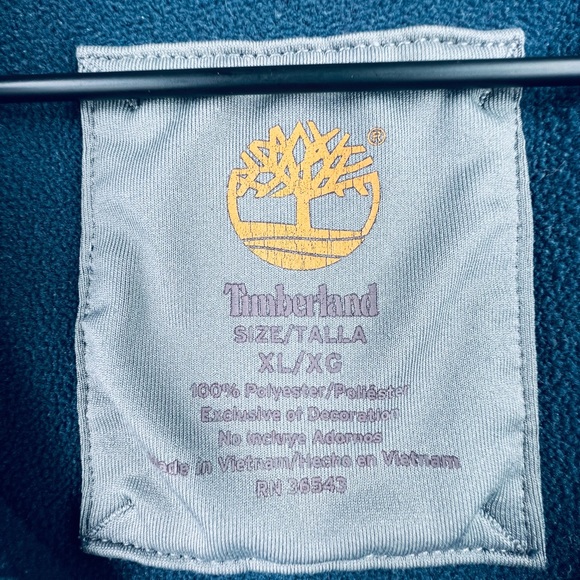 ®
Timberland
SIZE/TALLA
XL/XG
100% Polyester/Poliéster
Exclusive of Decoration
No Incluye Adornos
Made in Vietnam/Hecho en Vietnam
RN 36543